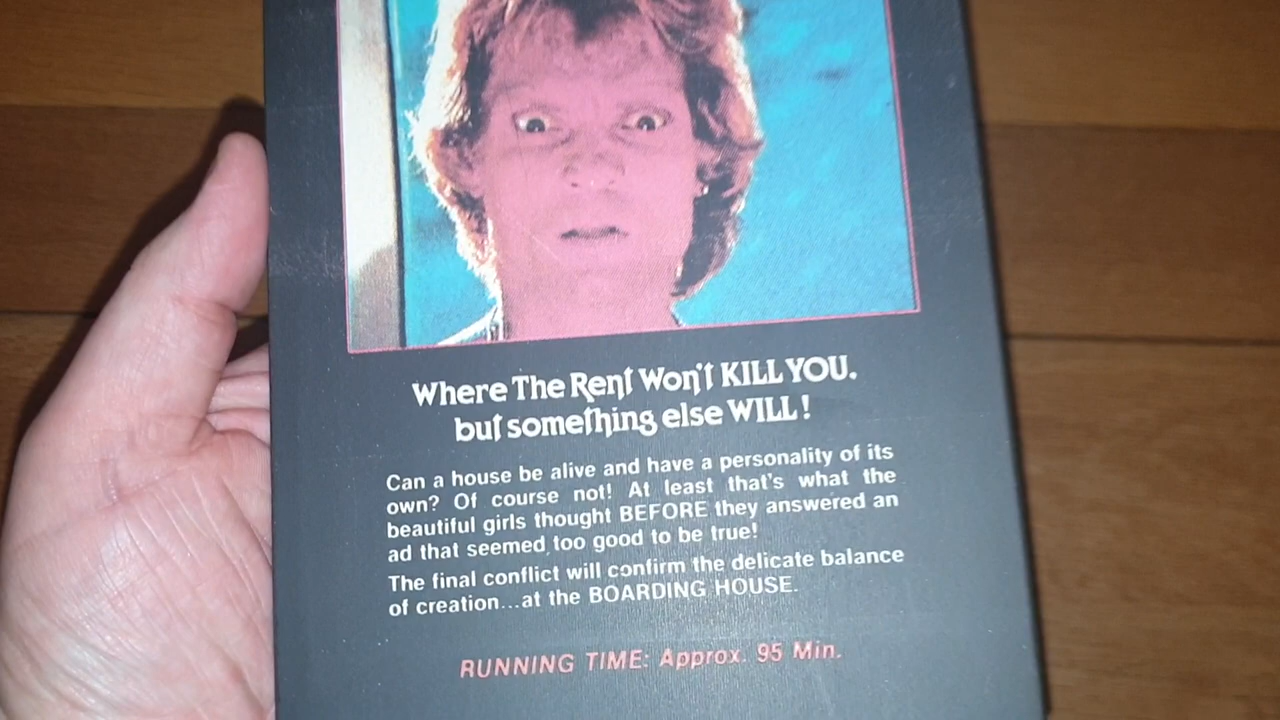 Where The Rent Won't KILL YOU.
but something else WILL!
Can a house be alive and have a personality of its
own? Of course not! At least that's what the
beautiful girls thought BEFORE they answered an
ad that seemed too good to be true!
The final conflict will confirm the delicate balance
of creation...at the BOARDING HOUSE.
RUNNING TIME: Approx. 95 Min.